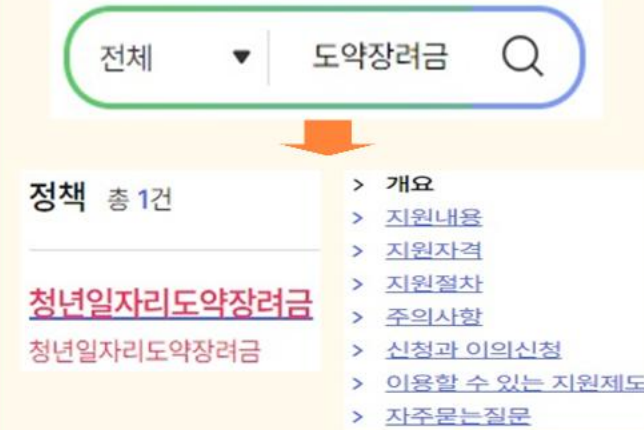 전체 ▼ 도약장려금
정책 총 1건
청년일자리도약장려금
청년일자리도약장려금
> 개요
> 지원내용
> 지원자격
> 지원절차
> 주의사항
> 신청과 이의신청
> 이용할 수 있는 지원제도
> 자주묻는질문